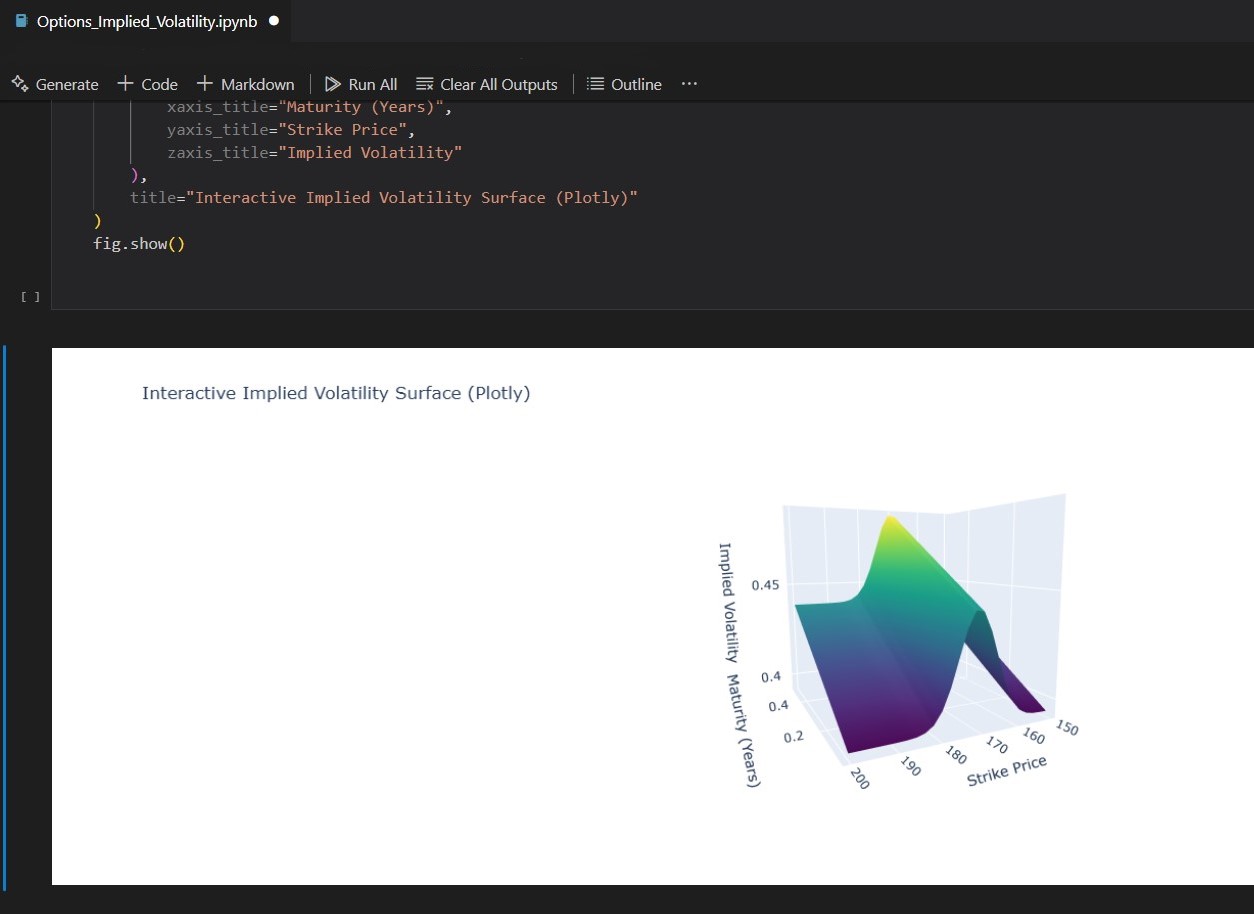 Options_Implied_Volatility.ipynb
Generate + Code + Markdown Run All Clear All Outputs Outline ...
xaxis_title="Maturity (Years)",
yaxis_title="Strike Price",
zaxis_title="Implied Volatility"
),
title="Interactive Implied Volatility Surface (Plotly)"
)
fig.show()
[ ]
Interactive Implied Volatility Surface (Plotly)
Implied Volatility
0.45
0.4
Maturity (Years)
0.4
0.2
200
190
180
170
160
150
Strike Price